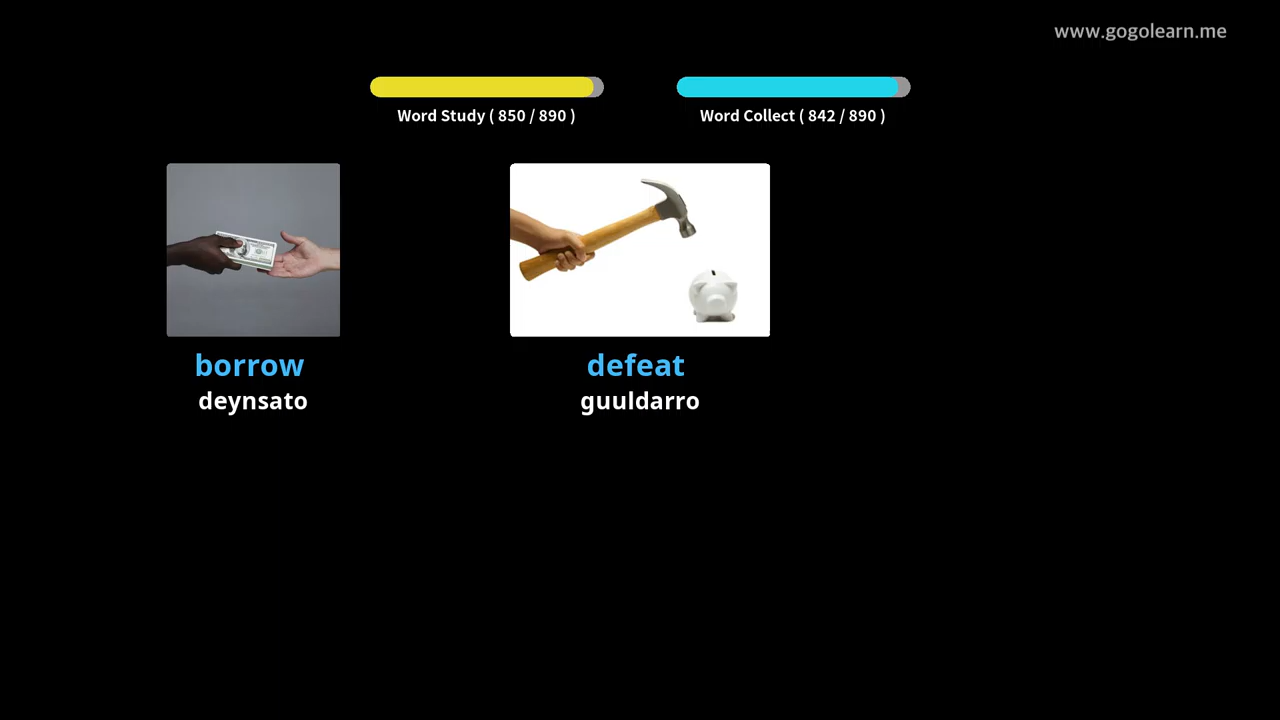 www.gogolearn.me
Word Study ( 850 / 890 )
Word Collect ( 842 / 890 )
borrow
deynsato
defeat
guuldarro